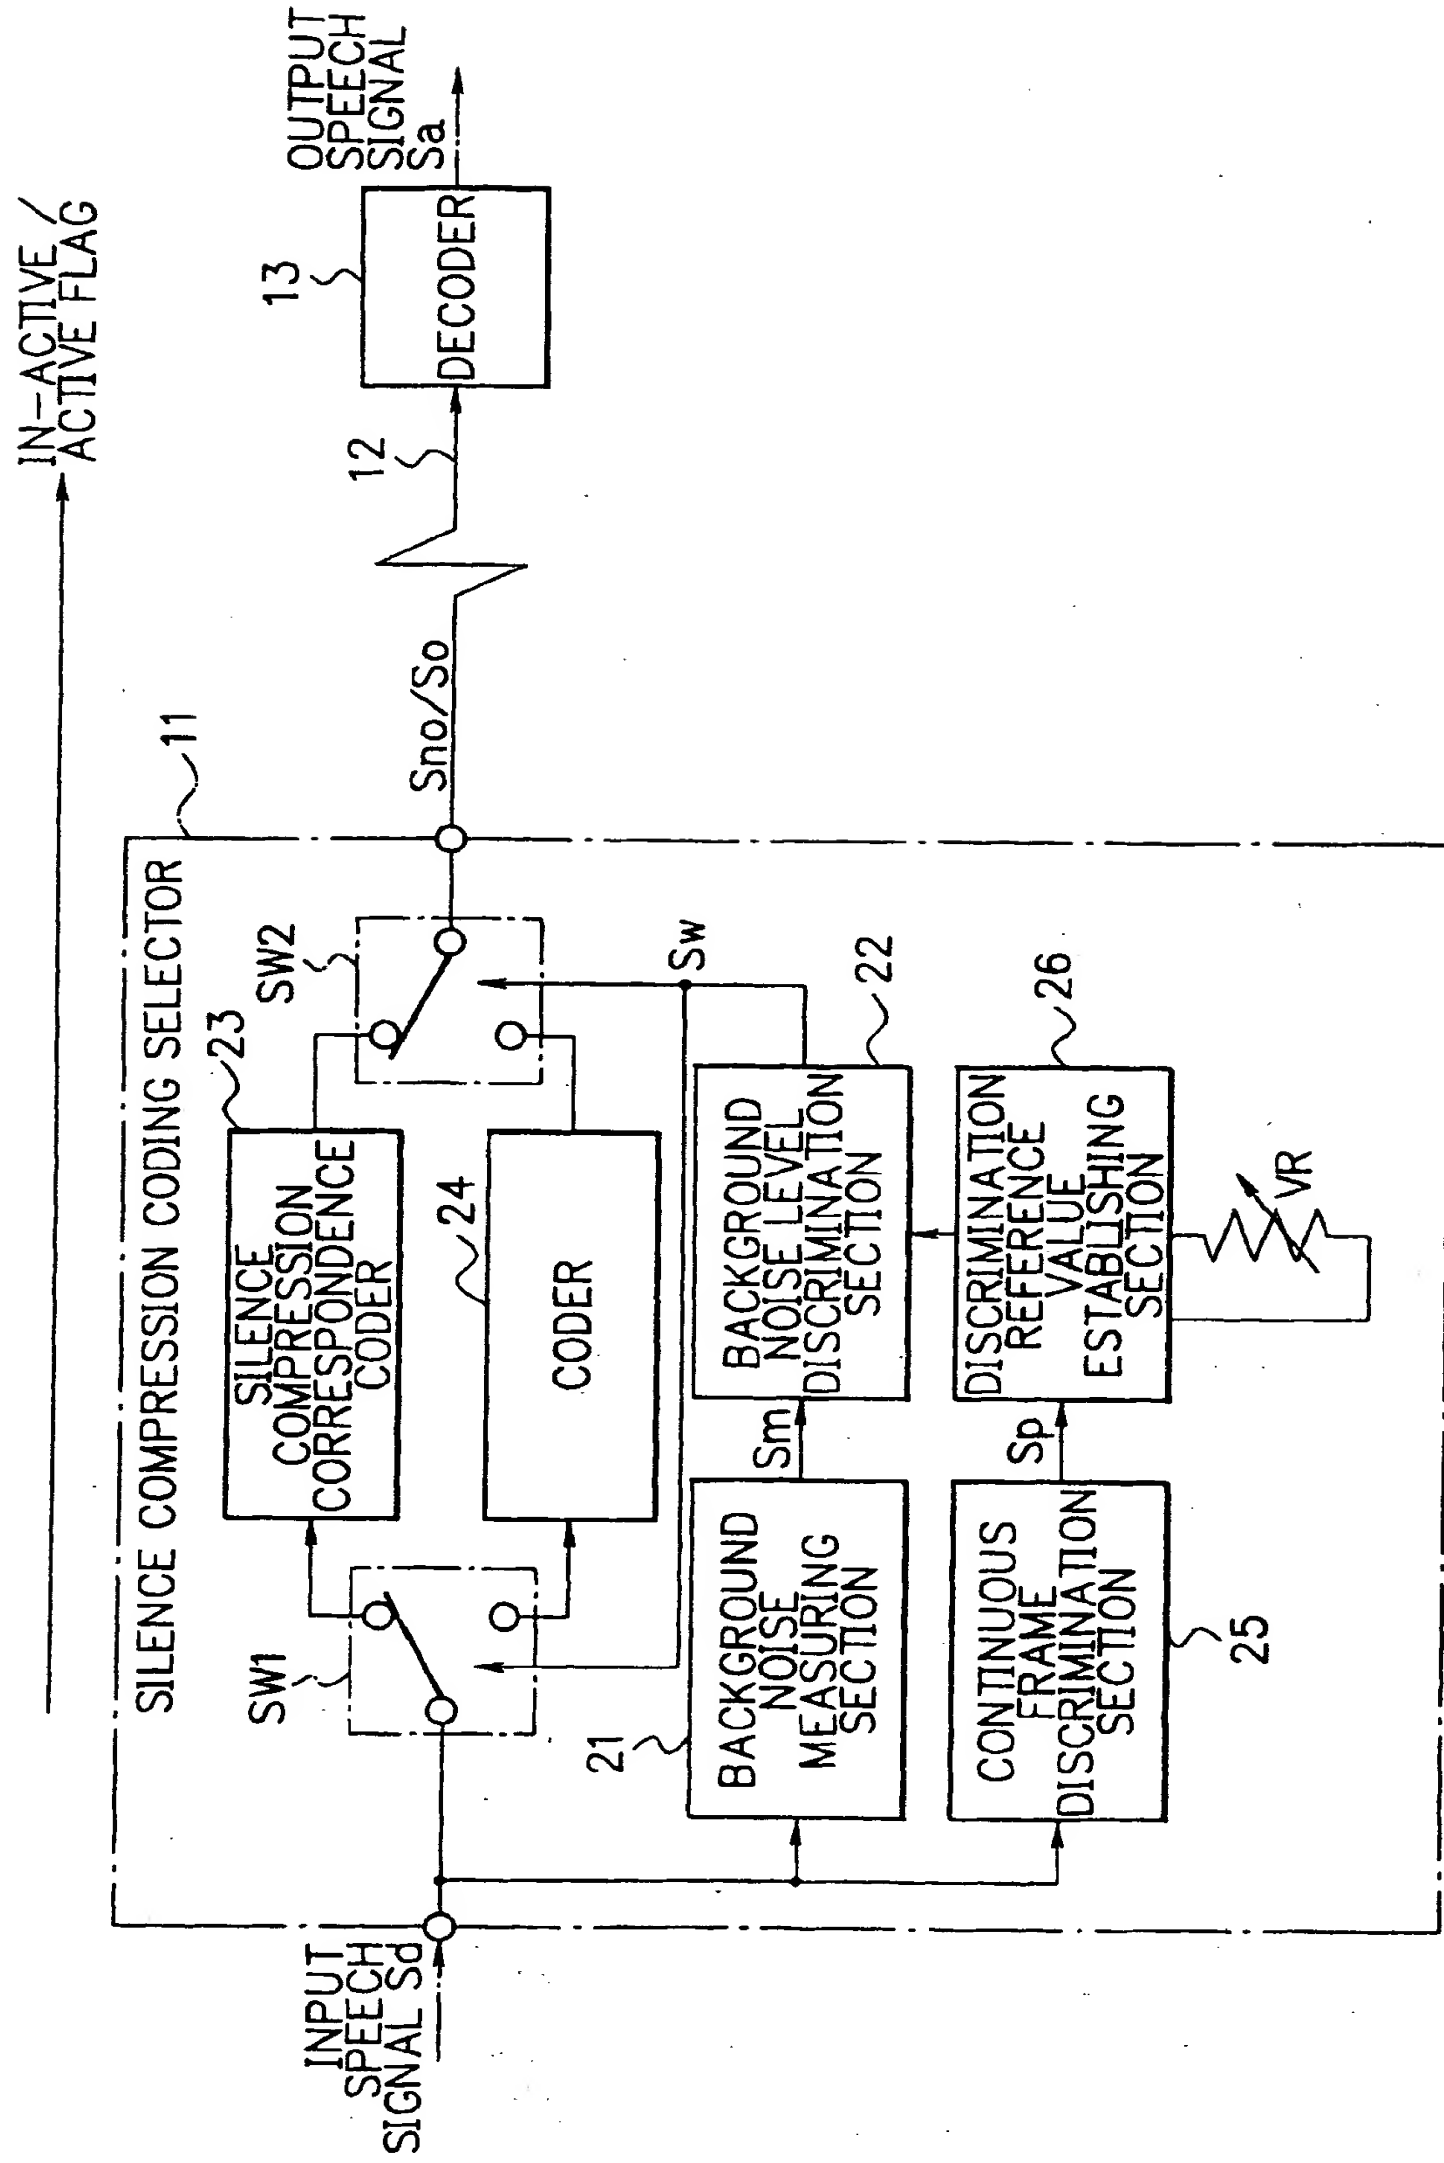 IN-ACTIVE /
ACTIVE FLAG
SILENCE COMPRESSION CODING SELECTOR
11
INPUT
SPEECH
SIGNAL Sd
SW1
SILENCE
COMPRESSION
CORRESPONDENCE
CODER
23
SW2
CODER
24
Sno/So
12
13
DECODER
OUTPUT
SPEECH
SIGNAL
Sa
Sw
21
BACKGROUND
NOISE
MEASURING
SECTION
Sm
BACKGROUND
NOISE LEVEL
DISCRIMINATION
SECTION
22
CONTINUOUS
FRAME
DISCRIMINATION
SECTION
25
Sp
DISCRIMINATION
REFERENCE
VALUE
ESTABLISHING
SECTION
26
VR